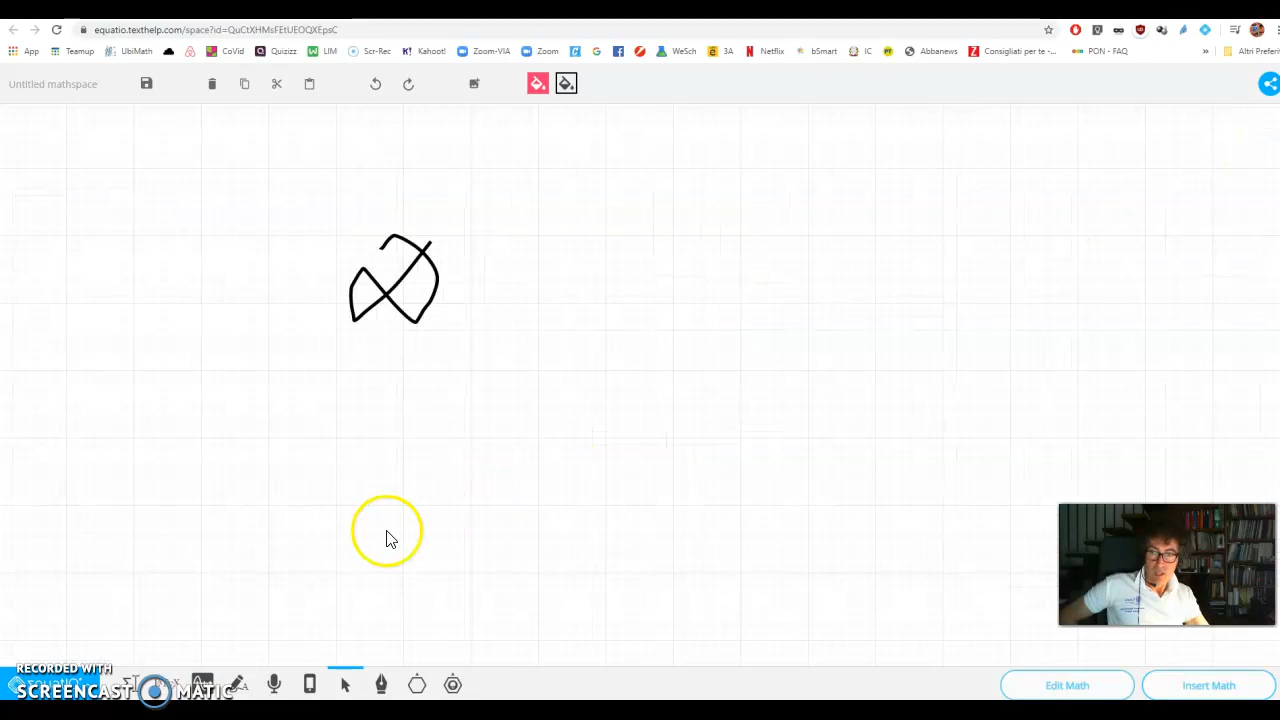 equatio.texthelp.com/space?id=QuCtXHMsFEtUEOQXEpsC
App Teamup UbiMath CoVid Quizizz LIM Scr-Rec Kahoot! Zoom-VIA Zoom WeSch 3A Netflix bSmart IC Abbanews Consigliati per te -... PON - FAQ » Altri Preferi
Untitled mathspace
RECORDED WITH
SCREENCAST MATIC
Edit Math
Insert Math